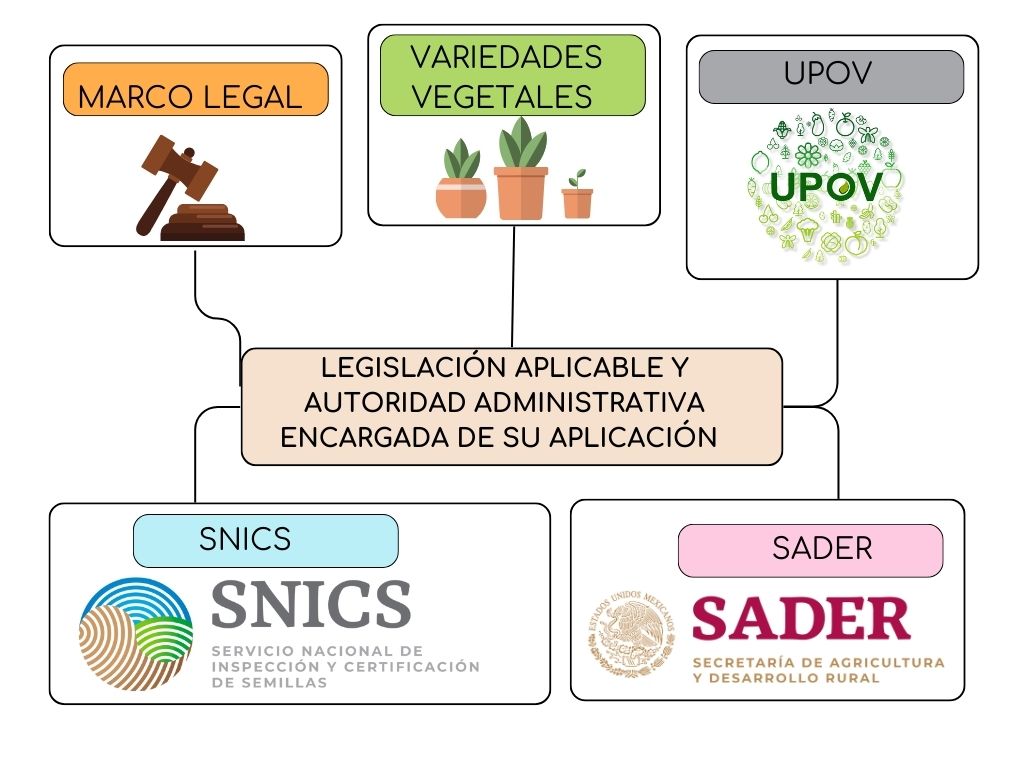 MARCO LEGAL
VARIEDADES
VEGETALES
UPOV
UPOV
LEGISLACIÓN APLICABLE Y
AUTORIDAD ADMINISTRATIVA
ENCARGADA DE SU APLICACIÓN
SNICS
SNICS
SERVICIO NACIONAL DE
INSPECCIÓN Y CERTIFICACIÓN
DE SEMILLAS
SADER
ESTADOS UNIDOS MEXICANOS
SADER
SECRETARÍA DE AGRICULTURA
Y DESARROLLO RURAL